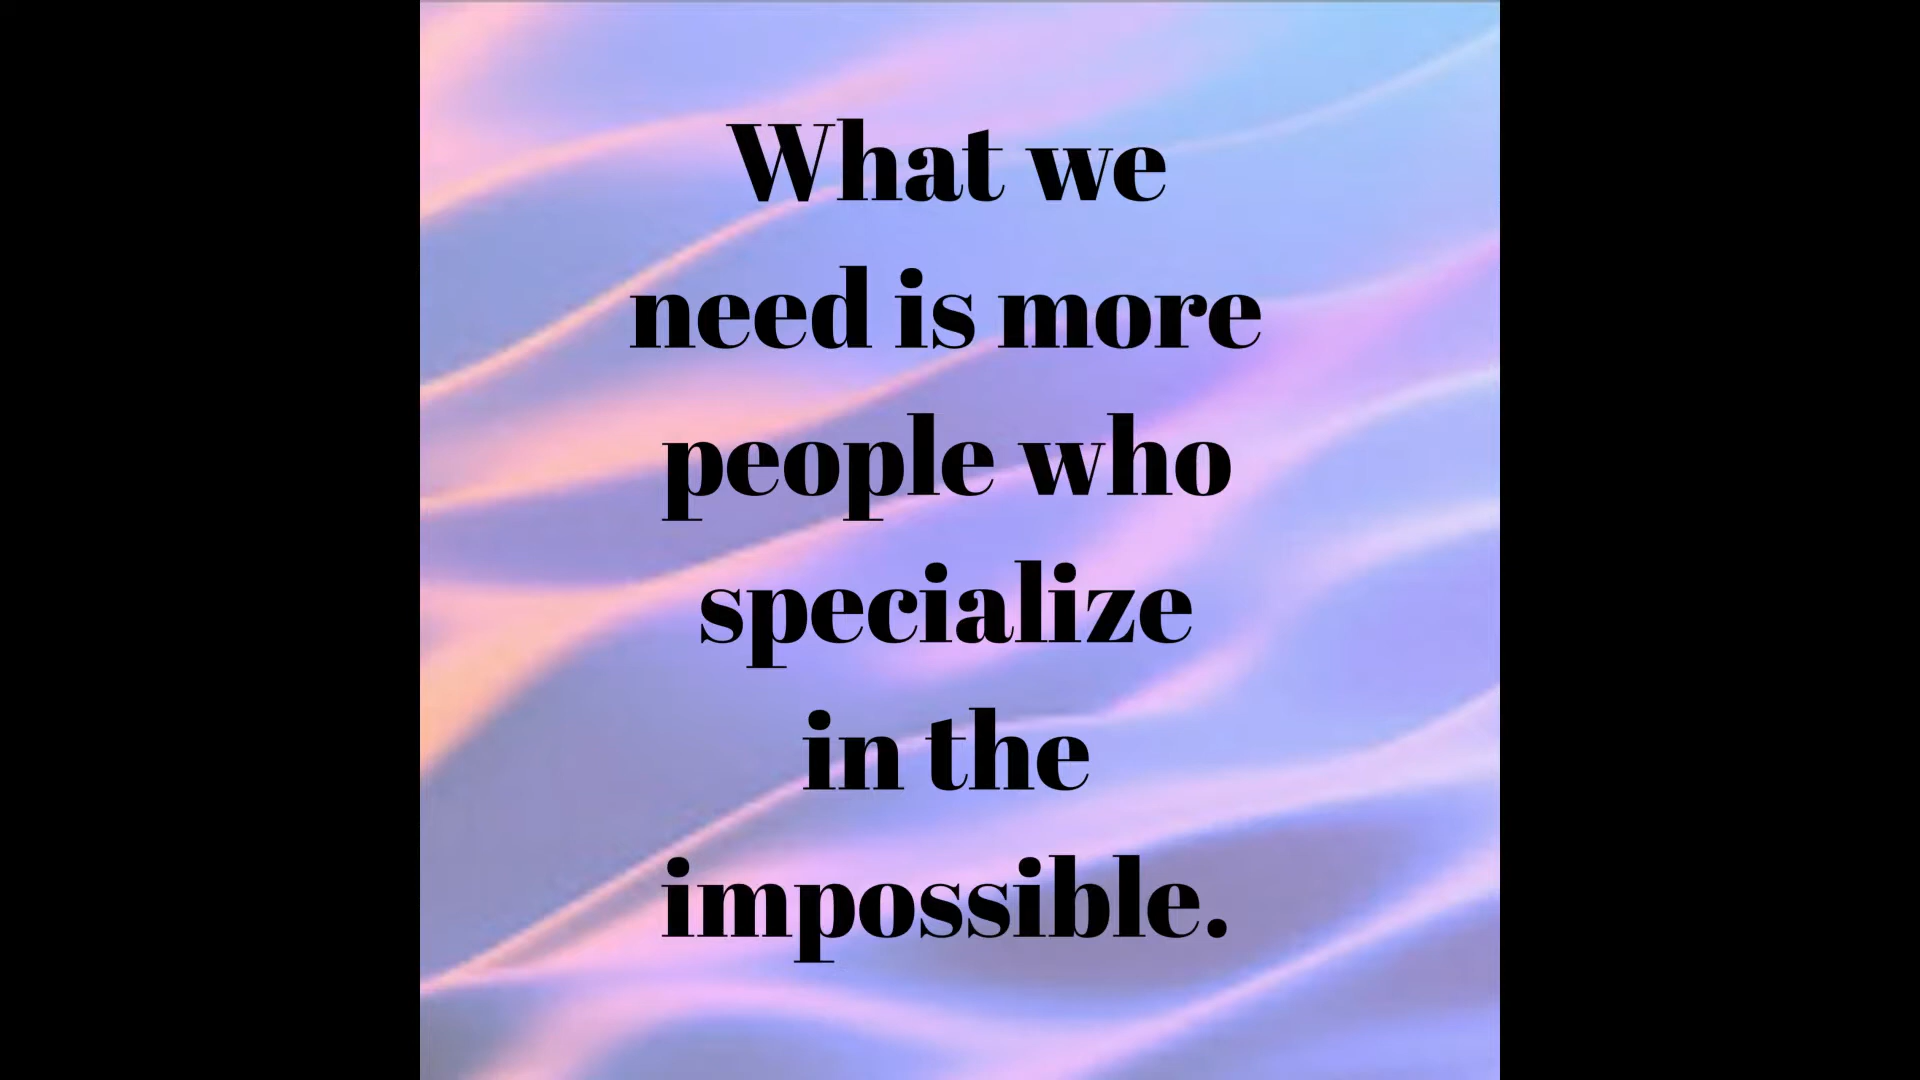 What we
need is more
people who
specialize
in the
impossible.